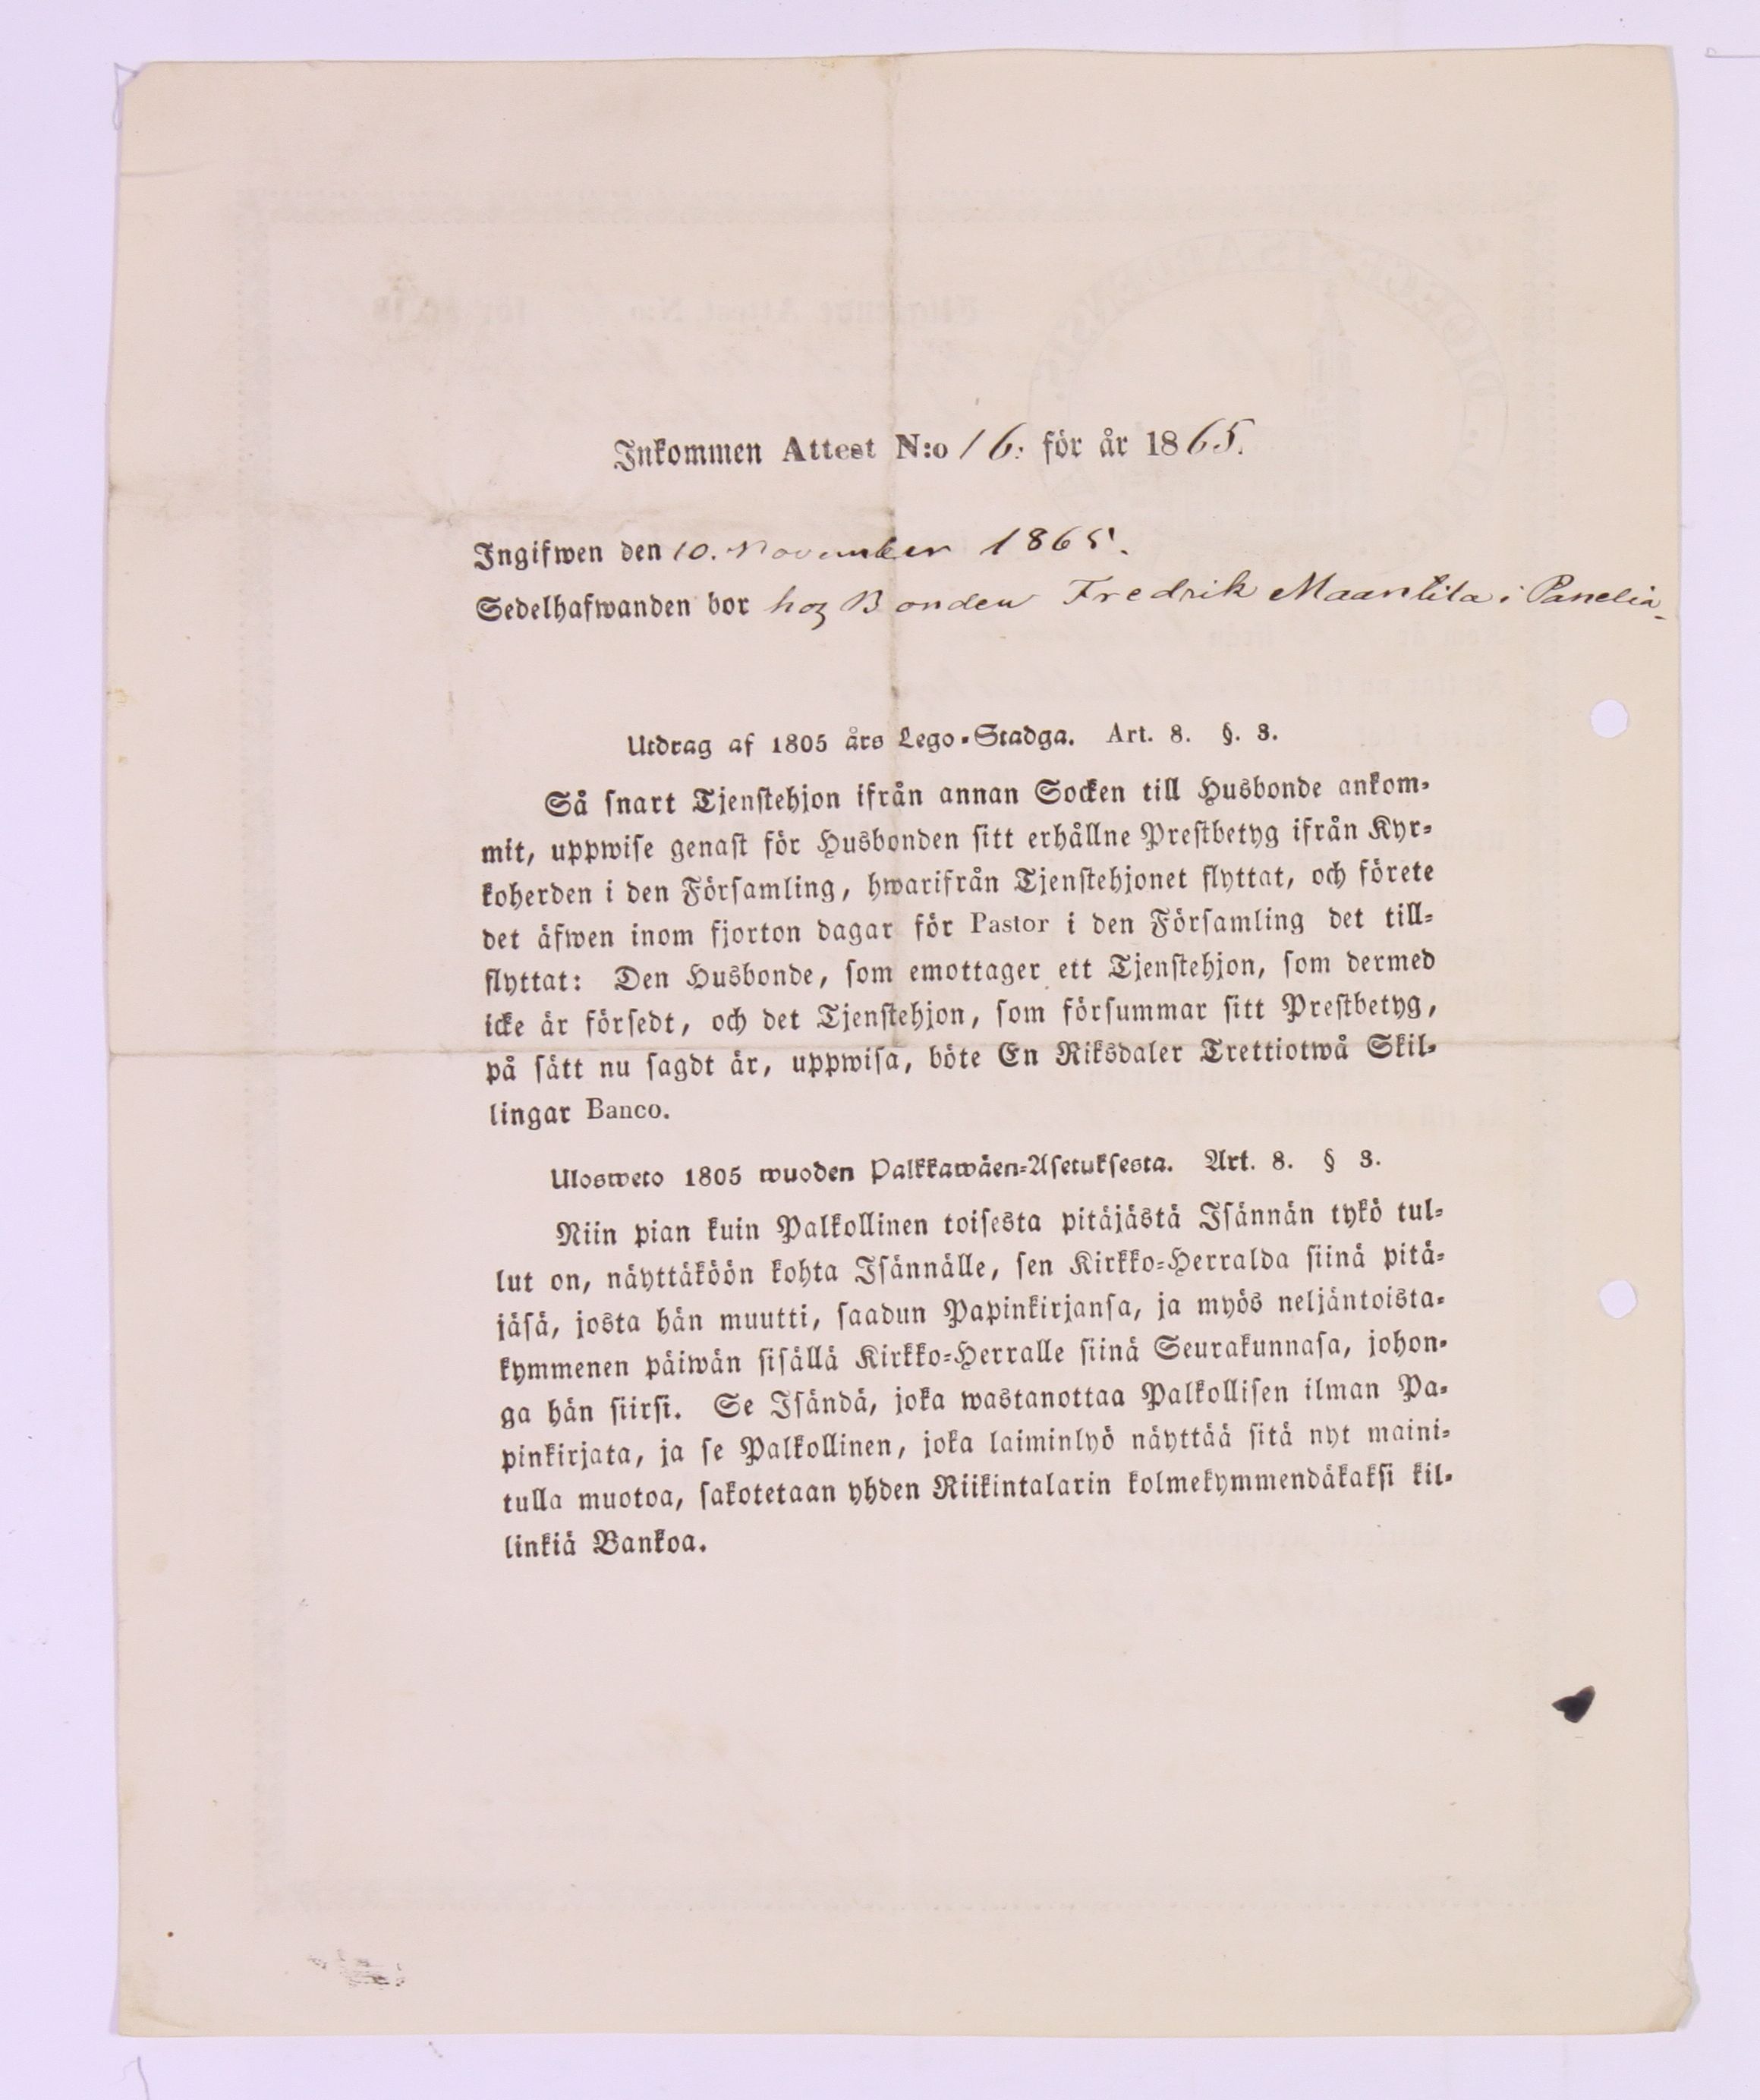 Inkommen Attest N:o 16: för år 1865.
Ingifwen den 10. November 1865.
Sedelhafwanden bor hoz Bonden Fredrik Maantila i Panelia
Utdrag af 1805 års Lego-Stadga. Art. 8. §. 3.
Så snart Tjenstehjon ifrån annan Socken till Husbonde ankom-
mit, uppwise genast för Husbonden sitt erhållne Prestbetyg ifrån Kyr-
koherden i den Församling, hwarifrån Tjenstehjonet flyttat, och förete
det äfwen inom fjorton dagar för Pastor i den Församling det till-
flyttat: Den Husbonde, som emottager ett Tjenstehjon, som dermed
icke är försedt, och det Tjenstehjon, som försummar sitt Prestbetyg,
på sätt nu sagdt är, uppwisa, böte En Riksdaler Trettiotwå Skil-
lingar Banco.
Ulosweto 1805 wuoden Palkkawäen-Asetuksesta. Art. 8. § 3.
Niin pian kuin Palkollinen toisesta pitäjästä Isännän tykö tul-
lut on, näyttäköön kohta Isännälle, sen Kirkko-Herralda siinä pitä-
jäsä, josta hän muutti, saadun Papinkirjansa, ja myös neljäntoista-
kymmenen päiwän sisällä Kirkko-Herralle siinä Seurakunnasa, johon-
ga hän siirsi. Se Isändä, joka wastanottaa Palkollisen ilman Pa-
pinkirjata, ja se Palkollinen, joka laiminlyö näyttää sitä nyt maini-
tulla muotoa, sakotetaan yhden Riikintalarin kolmekymmendäkaksi kil-
linkiä Bankoa.